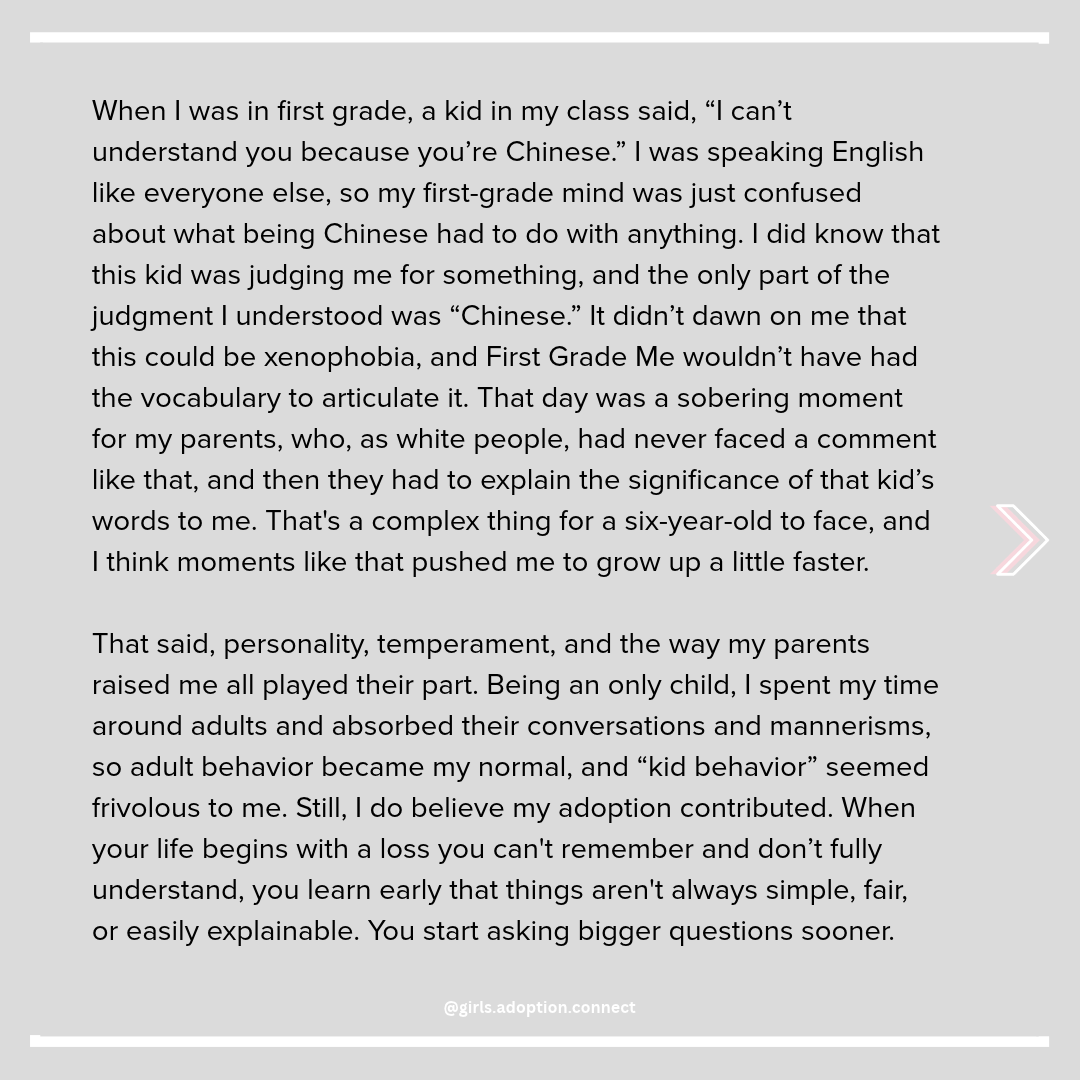 When I was in first grade, a kid in my class said, “I can’t
understand you because you’re Chinese.” I was speaking English
like everyone else, so my first-grade mind was just confused
about what being Chinese had to do with anything. I did know that
this kid was judging me for something, and the only part of the
judgment I understood was “Chinese.” It didn’t dawn on me that
this could be xenophobia, and First Grade Me wouldn’t have had
the vocabulary to articulate it. That day was a sobering moment
for my parents, who, as white people, had never faced a comment
like that, and then they had to explain the significance of that kid’s
words to me. That's a complex thing for a six-year-old to face, and
I think moments like that pushed me to grow up a little faster.

That said, personality, temperament, and the way my parents
raised me all played their part. Being an only child, I spent my time
around adults and absorbed their conversations and mannerisms,
so adult behavior became my normal, and “kid behavior” seemed
frivolous to me. Still, I do believe my adoption contributed. When
your life begins with a loss you can't remember and don’t fully
understand, you learn early that things aren't always simple, fair,
or easily explainable. You start asking bigger questions sooner.

@girls.adoption.connect